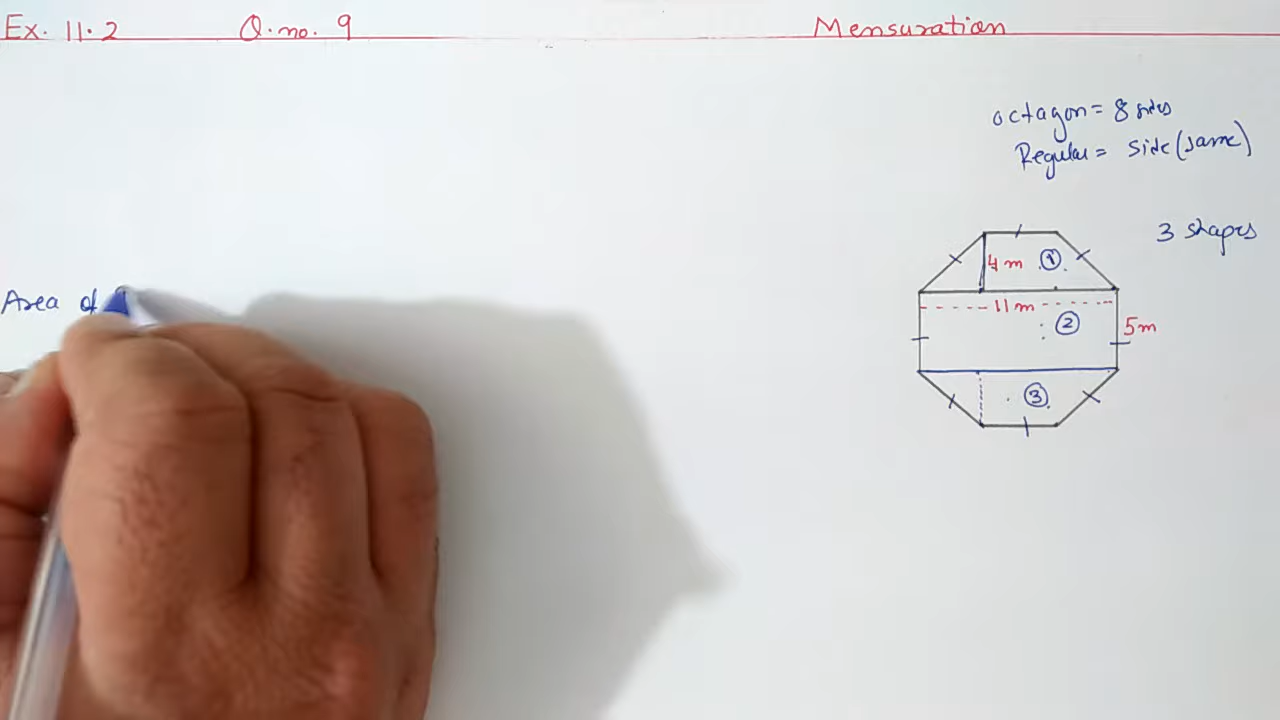 Ex. 11.2 Q.no. 9 Mensuration
octagon = 8 sides
Regular = side (same)
3 shapes
4 m 1
11 m
2
5m
3
Area of